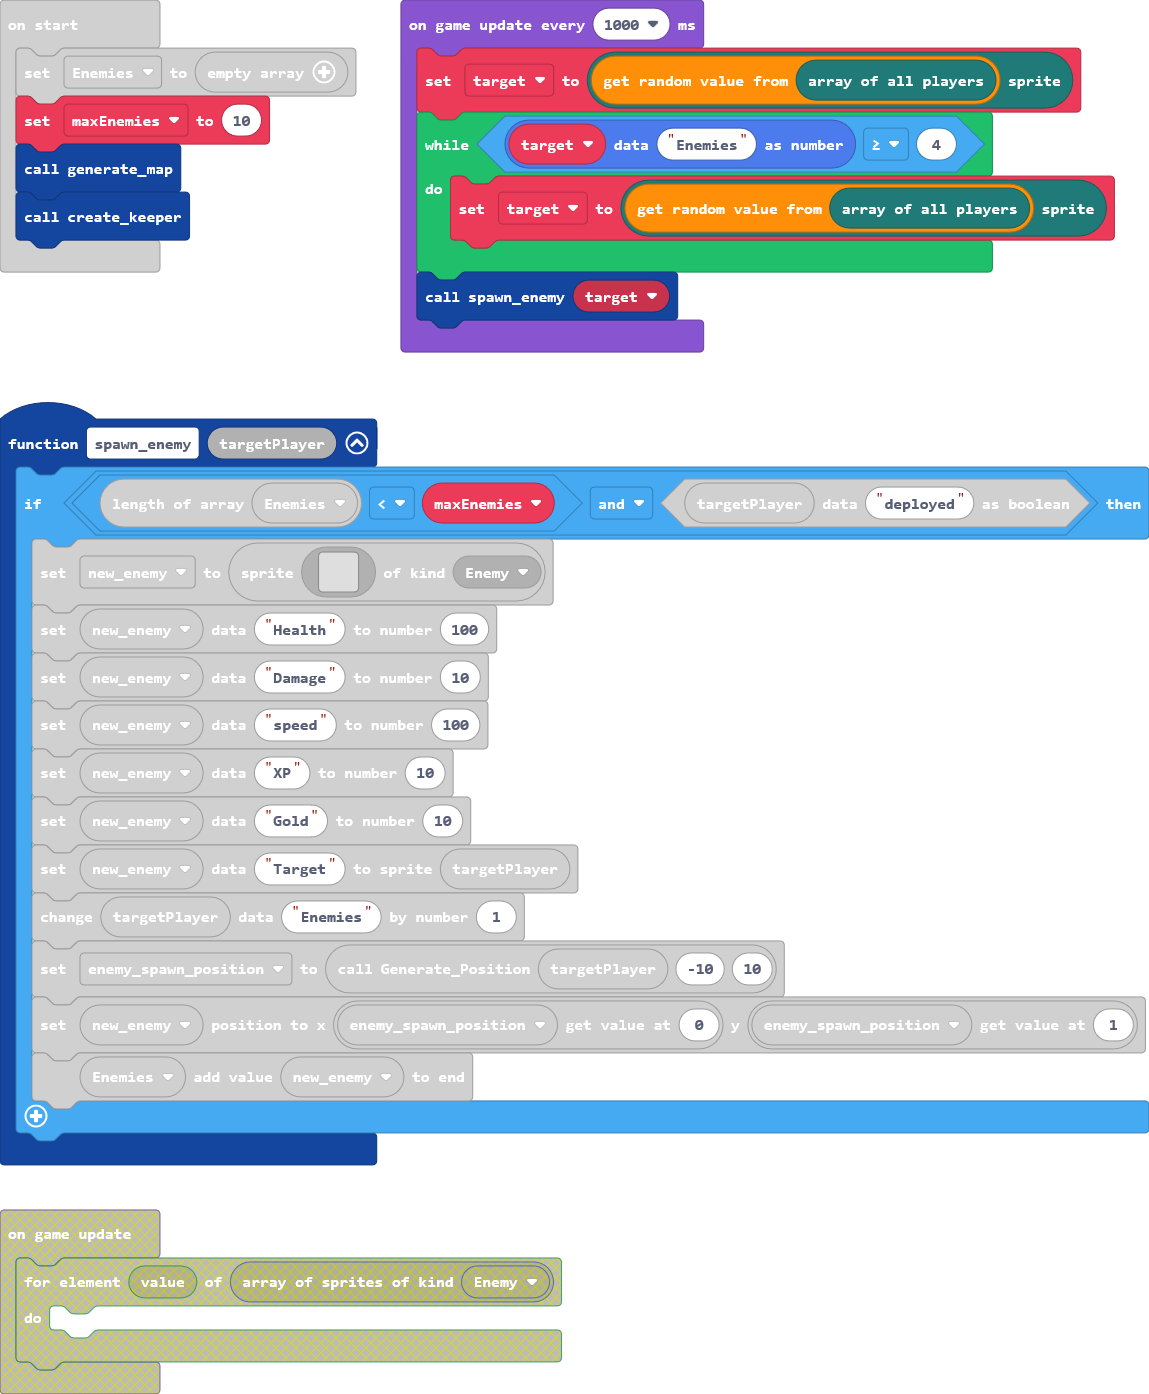 on start
set Enemies to empty array
set maxEnemies to 10
call generate_map
call create_keeper
on game update every 1000 ms
set target to get random value from array of all players sprite
while target data "Enemies" as number ≥ 4
do
set target to get random value from array of all players sprite
call spawn_enemy target
function spawn_enemy targetPlayer
if length of array Enemies < maxEnemies and targetPlayer data "deployed" as boolean then
set new_enemy to sprite of kind Enemy
set new_enemy data "Health" to number 100
set new_enemy data "Damage" to number 10
set new_enemy data "speed" to number 100
set new_enemy data "XP" to number 10
set new_enemy data "Gold" to number 10
set new_enemy data "Target" to sprite targetPlayer
change targetPlayer data "Enemies" by number 1
set enemy_spawn_position to call Generate_Position targetPlayer -10 10
set new_enemy position to x enemy_spawn_position get value at 0 y enemy_spawn_position get value at 1
Enemies add value new_enemy to end
on game update
for element value of array of sprites of kind Enemy
do